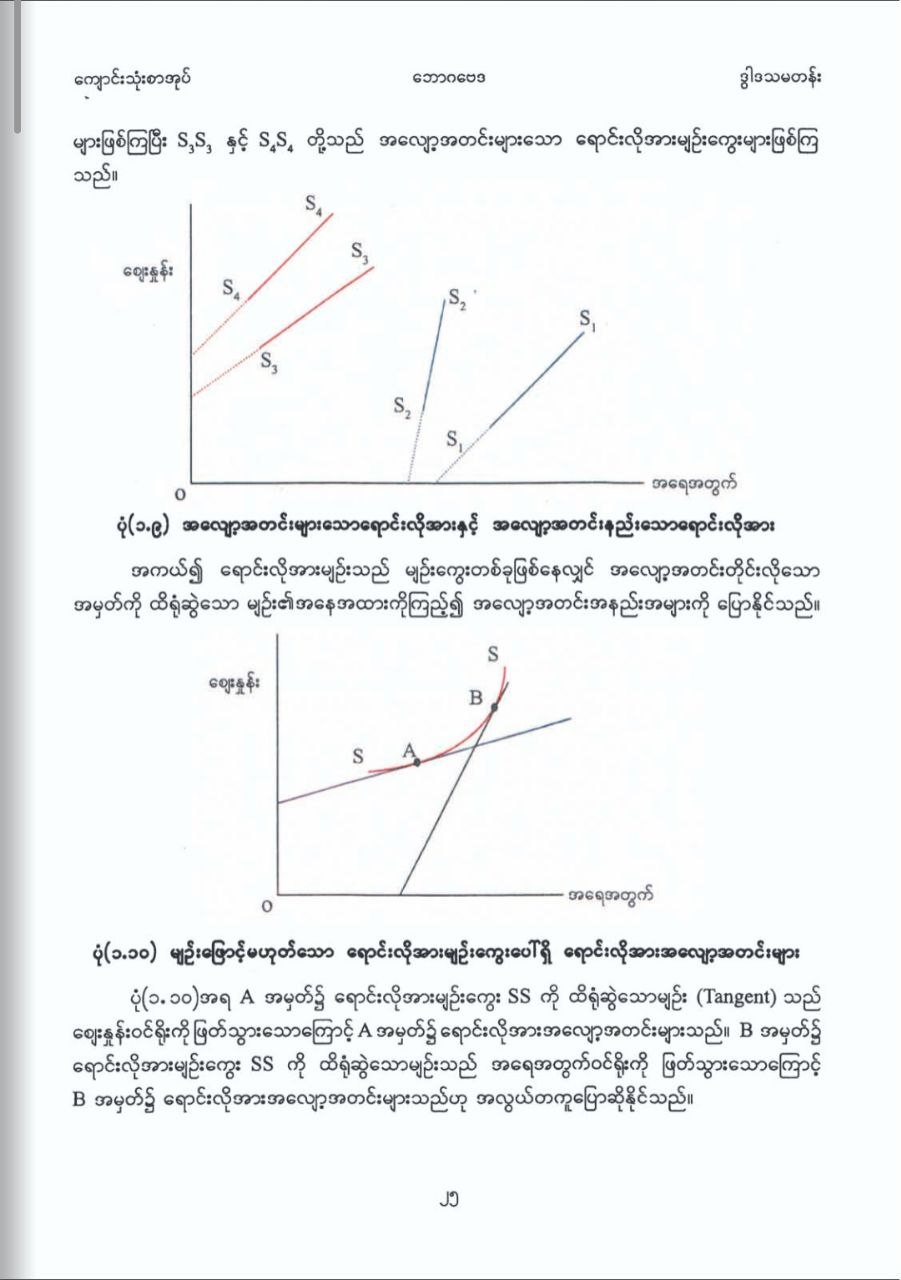 ကျောင်းသုံးစာအုပ် ဘောဂဗေဒ ဒွါဒသမတန်း
များဖြစ်ကြပြီး S₃S₃ နှင့် S₄S₄ တို့သည် အလျော့အတင်းများသော ရောင်းလိုအားမျဉ်းကွေးများဖြစ်ကြ
သည်။
S₄
S₃
ဈေးနှုန်း
S₄
S₂
S₁
S₃
S₂
S₁
အရေအတွက်
O
ပုံ(၁.၉) အလျော့အတင်းများသောရောင်းလိုအားနှင့် အလျော့အတင်းနည်းသောရောင်းလိုအား
အကယ်၍ ရောင်းလိုအားမျဉ်းသည် မျဉ်းကွေးတစ်ခုဖြစ်နေလျှင် အလျော့အတင်းတိုင်းလိုသော
အမှတ်ကို ထိရုံဆွဲသော မျဉ်း၏အနေအထားကိုကြည့်၍ အလျော့အတင်းအနည်းအများကို ပြောနိုင်သည်။
S
ဈေးနှုန်း
B
S
A
အရေအတွက်
O
ပုံ(၁.၁၀) မျဉ်းဖြောင့်မဟုတ်သော ရောင်းလိုအားမျဉ်းကွေးပေါ်ရှိ ရောင်းလိုအားအလျော့အတင်းများ
ပုံ(၁.၁၀)အရ A အမှတ်၌ ရောင်းလိုအားမျဉ်းကွေး SS ကို ထိရုံဆွဲသောမျဉ်း (Tangent) သည်
ဈေးနှုန်းဝင်ရိုးကို ဖြတ်သွားသောကြောင့် A အမှတ်၌ ရောင်းလိုအားအလျော့အတင်းများသည်။ B အမှတ်၌
ရောင်းလိုအားမျဉ်းကွေး SS ကို ထိရုံဆွဲသောမျဉ်းသည် အရေအတွက်ဝင်ရိုးကို ဖြတ်သွားသောကြောင့်
B အမှတ်၌ ရောင်းလိုအားအလျော့အတင်းများသည်ဟု အလွယ်တကူပြောဆိုနိုင်သည်။
၂၅